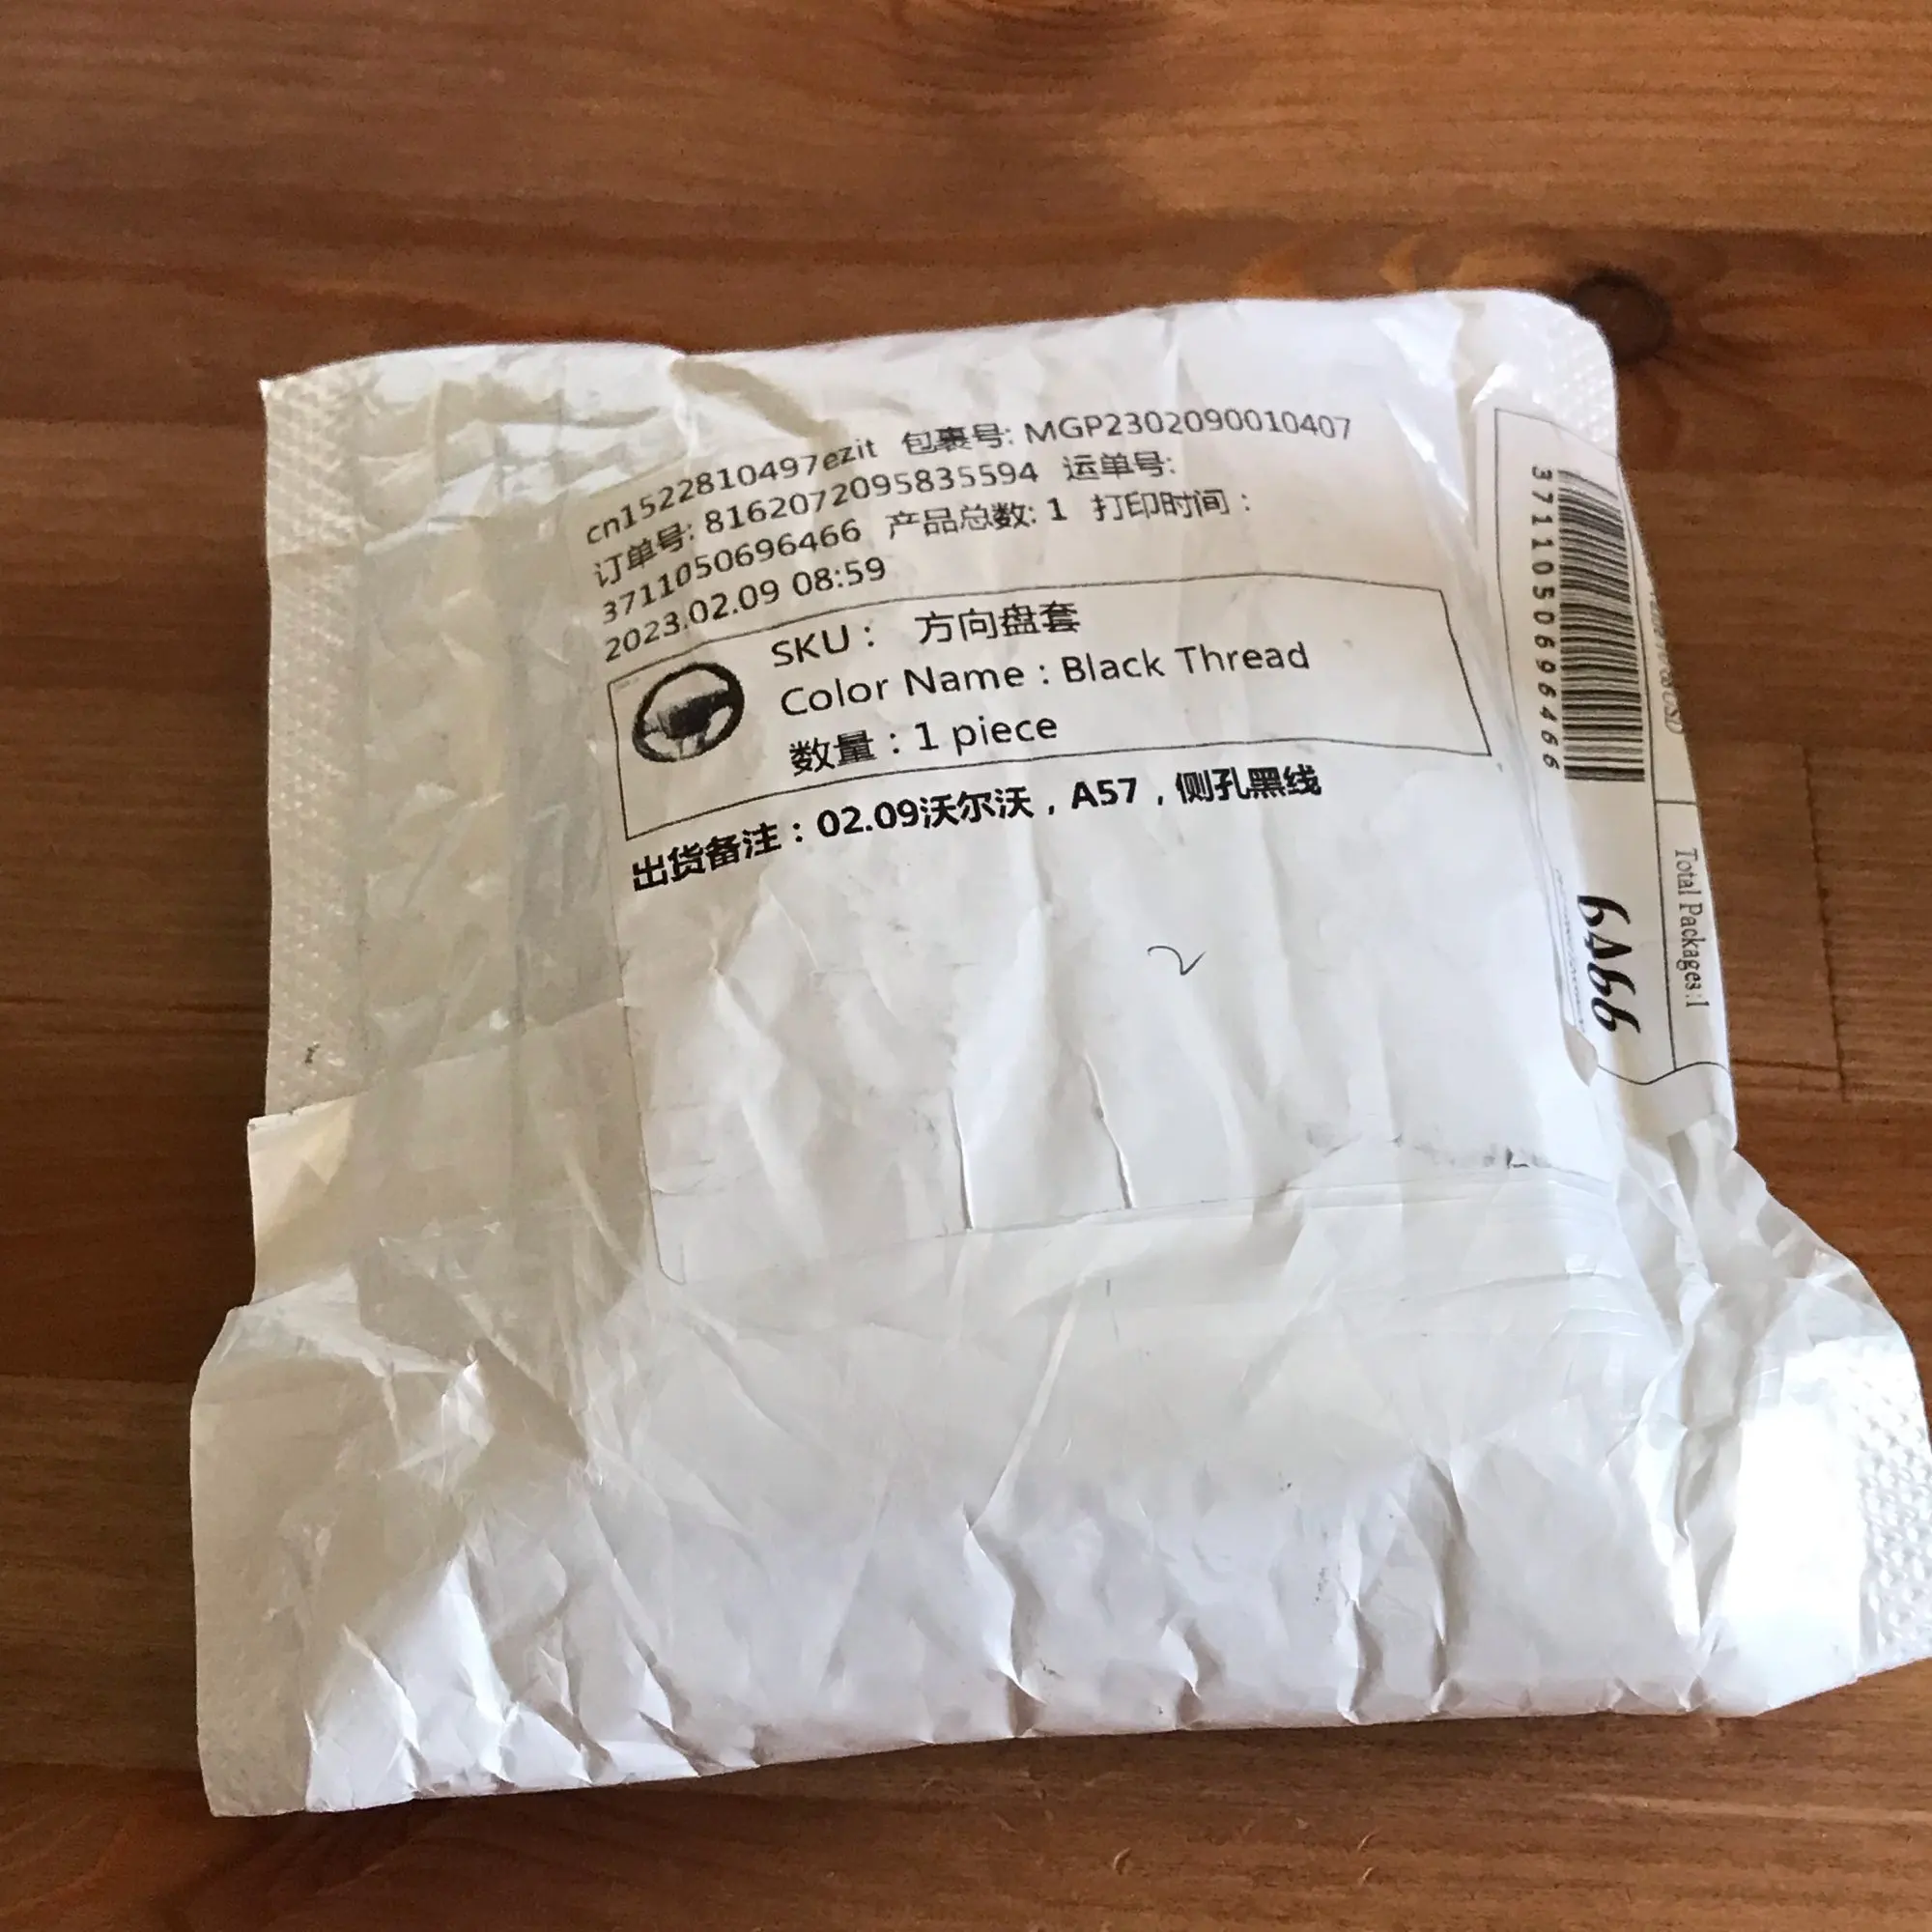 cn1522810497ezit 包裹号: MGP2302090010407
订单号: 8162072095835594 运单号:
3711050696466 产品总数: 1 打印时间：
2023.02.09 08:59
SKU： 方向盘套
Color Name : Black Thread
数量：1 piece
出货备注：02.09沃尔沃，A57，侧孔黑线
2
3711050696466
Total Packages:1